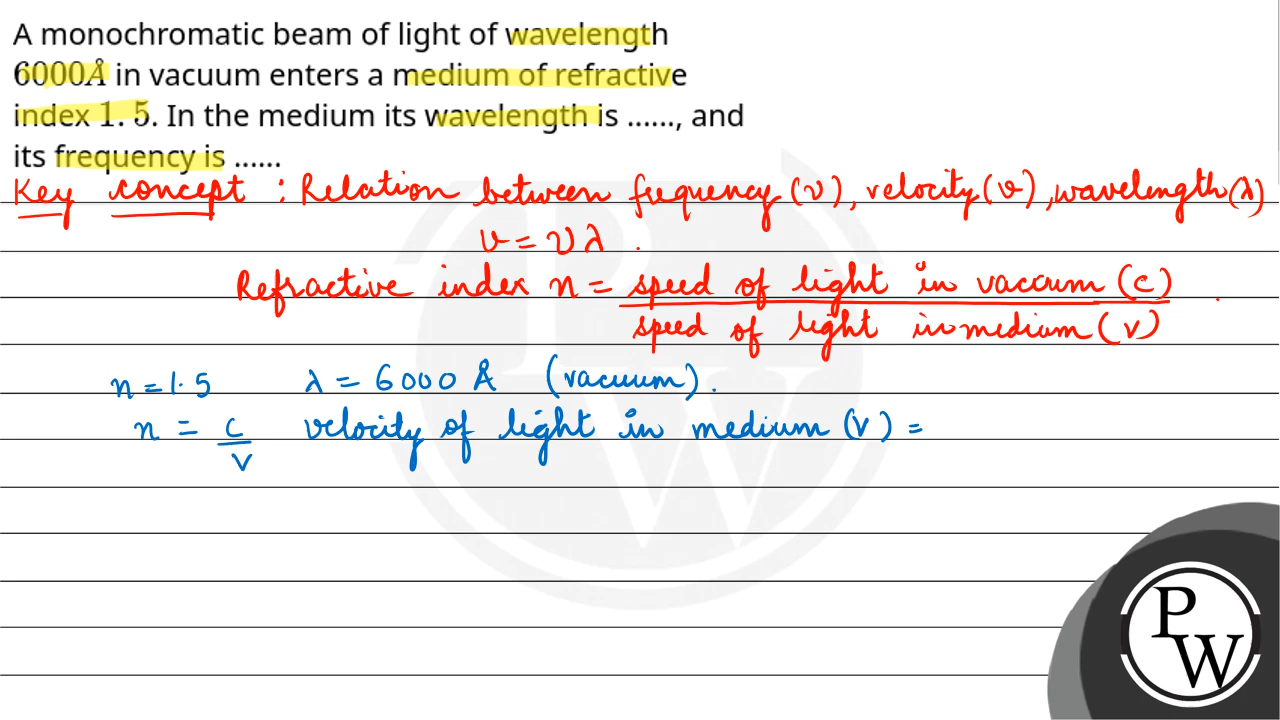 A monochromatic beam of light of wavelength
6000Å in vacuum enters a medium of refractive
index 1.5. In the medium its wavelength is ......, and
its frequency is ......
Key concept : Relation between frequency (ν), velocity (v), wavelength (λ)
v = νλ .
Refractive index n = speed of light in vaccum (c)
speed of light in medium (v)
n = 1.5 λ = 6000 Å (vacuum).
n = c/v velocity of light in medium (v) =
P
W